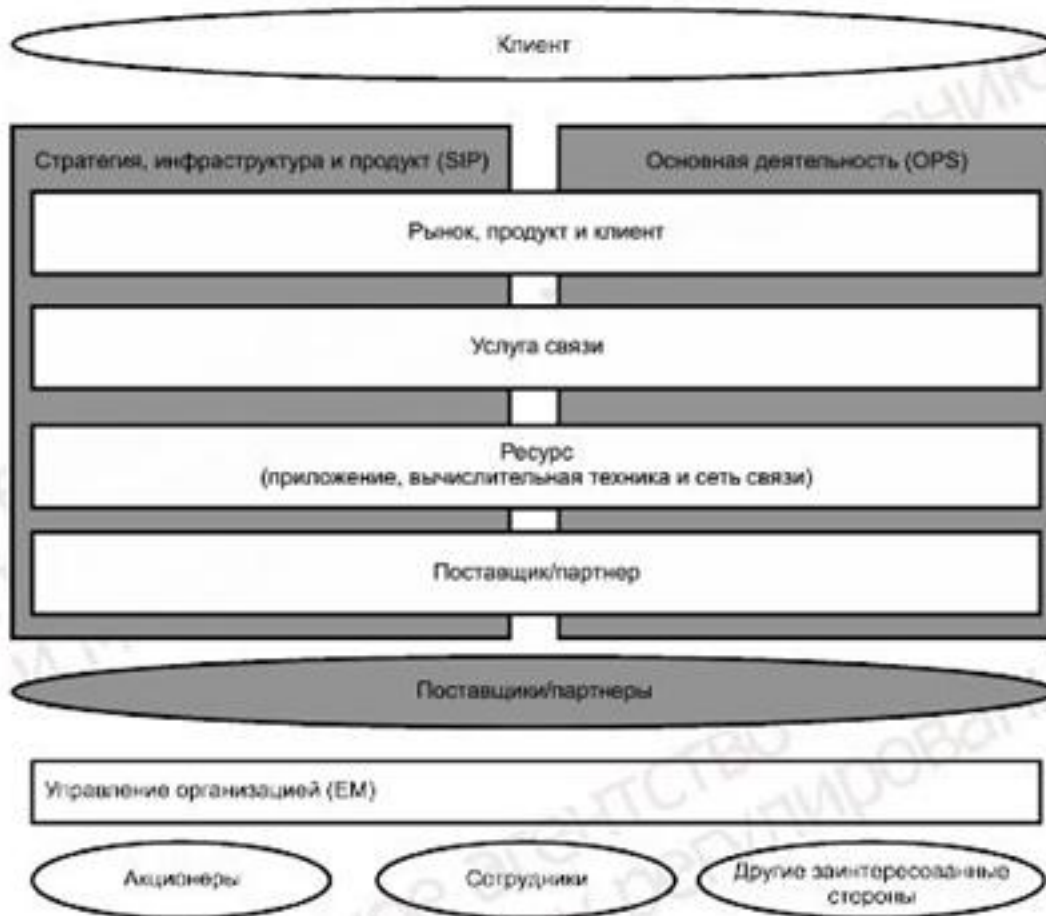 Клиент
Стратегия, инфраструктура и продукт (SIP)
Основная деятельность (OPS)
Рынок, продукт и клиент
Услуга связи
Ресурс
(приложение, вычислительная техника и сеть связи)
Поставщик/партнер
Поставщики/партнеры
Управление организацией (EM)
Акционеры
Сотрудники
Другие заинтересованные
стороны
агентство